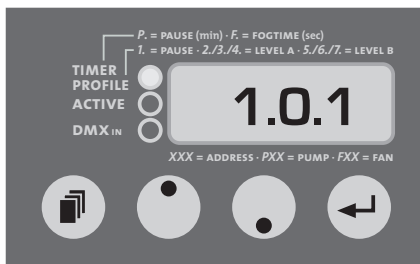 P. = PAUSE (min) · F. = FOGTIME (sec)
1. = PAUSE · 2./3./4. = LEVEL A · 5./6./7. = LEVEL B
TIMER
PROFILE
ACTIVE
DMX IN
1.0.1
XXX = ADDRESS · PXX = PUMP · FXX = FAN